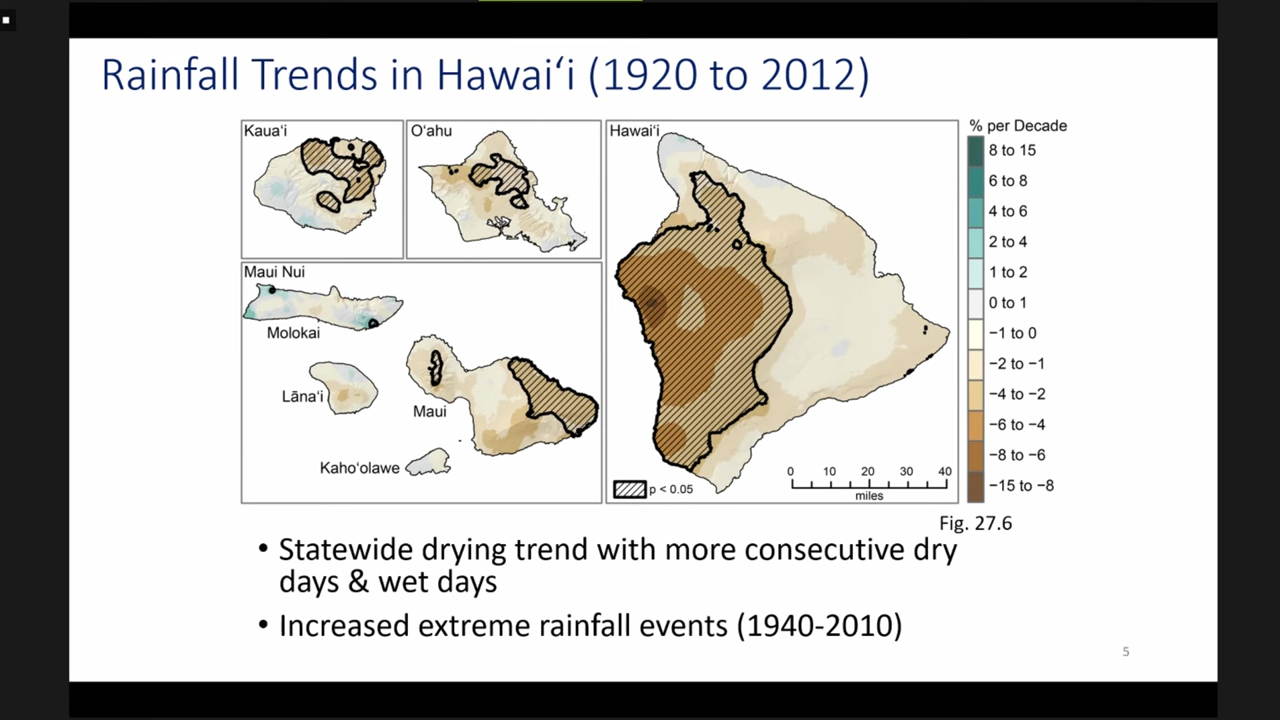 Rainfall Trends in Hawaiʻi (1920 to 2012)
Kauaʻi
Oʻahu
Hawaiʻi
% per Decade
8 to 15
6 to 8
4 to 6
2 to 4
1 to 2
0 to 1
−1 to 0
−2 to −1
−4 to −2
−6 to −4
−8 to −6
−15 to −8
Maui Nui
Molokai
Lānaʻi
Maui
Kahoʻolawe
p < 0.05
0 10 20 30 40
miles
Fig. 27.6
• Statewide drying trend with more consecutive dry
days & wet days
• Increased extreme rainfall events (1940-2010)
5